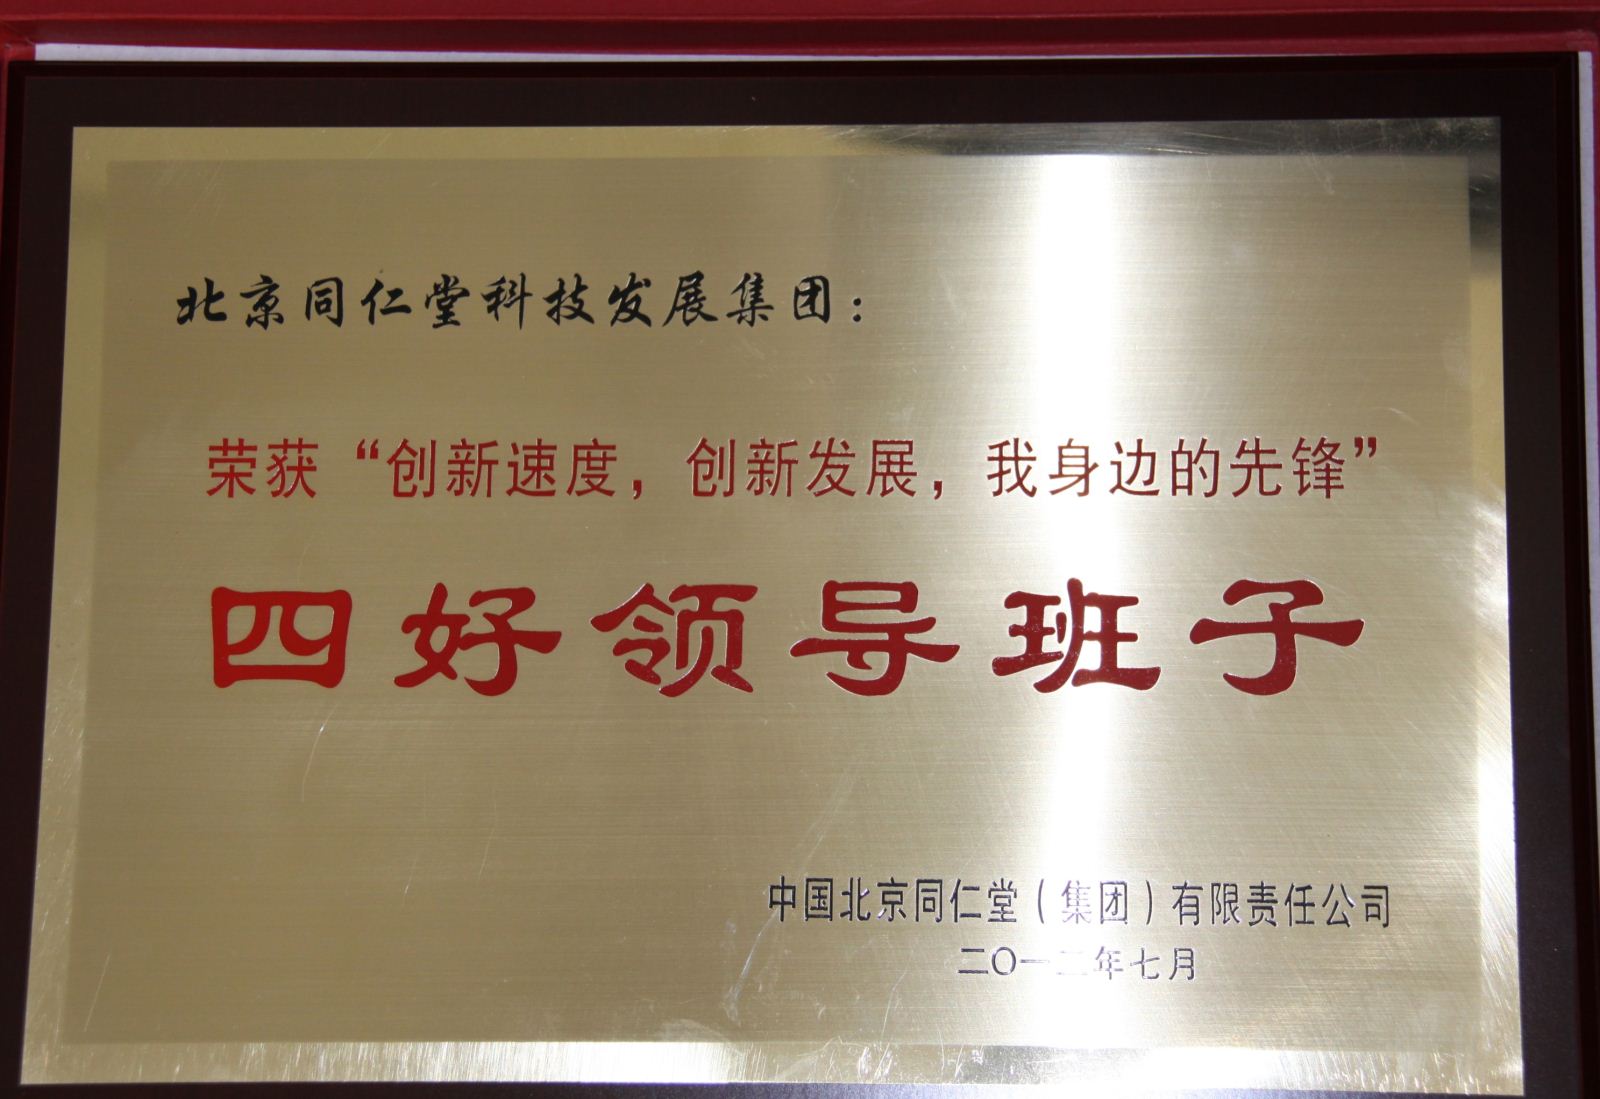 北京同仁堂科技发展集团：
荣获“创新速度，创新发展，我身边的先锋”
四好领导班子
中国北京同仁堂（集团）有限责任公司
二〇一二年七月